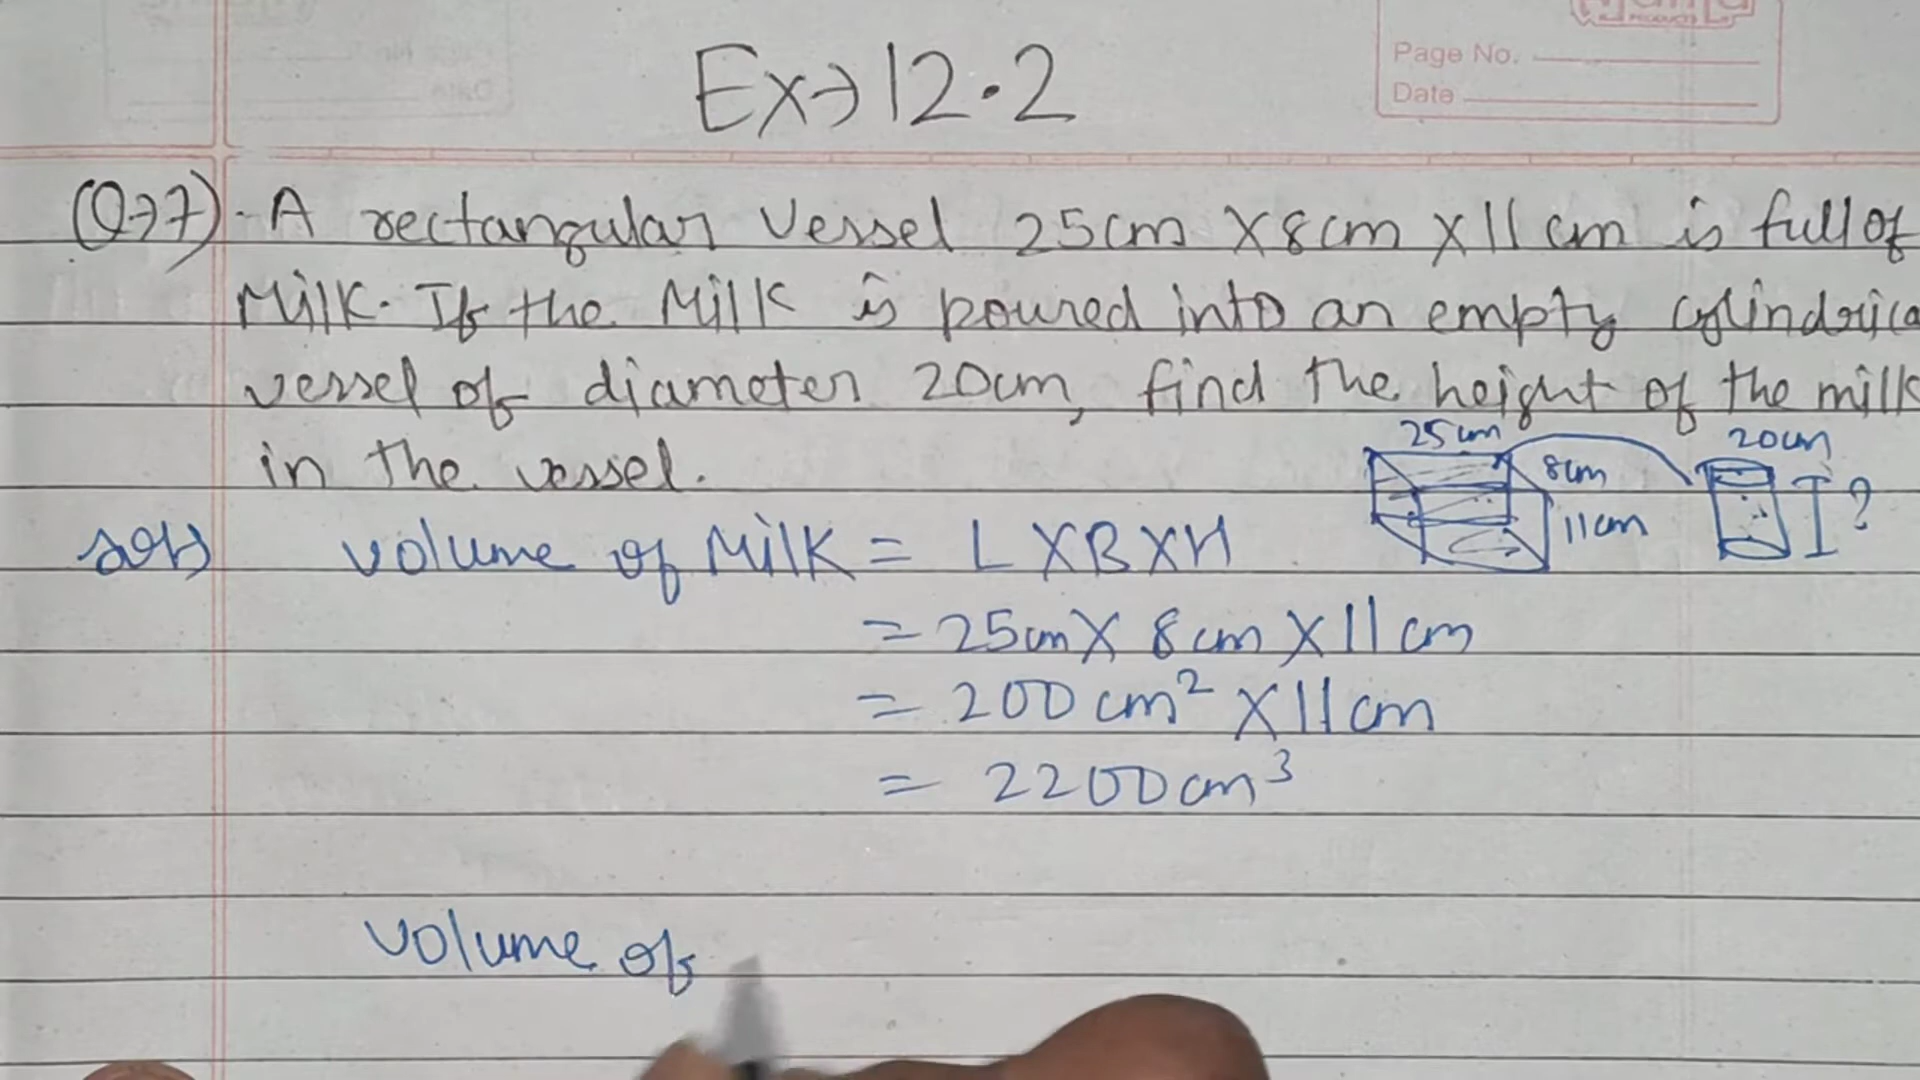 Page No.
Date
Ex→12.2
(Q→7)- A rectangular vessel 25cm x 8cm x 11 cm is full of
Milk. If the Milk is poured into an empty cylindrica
vessel of diameter 20cm, find the height of the milk
in the vessel.
25cm
20cm
8cm
11cm
?
soln
Volume of Milk = L X B X H
= 25cm X 8cm X 11 cm
= 200 cm² X 11 cm
= 2200 cm³
Volume of